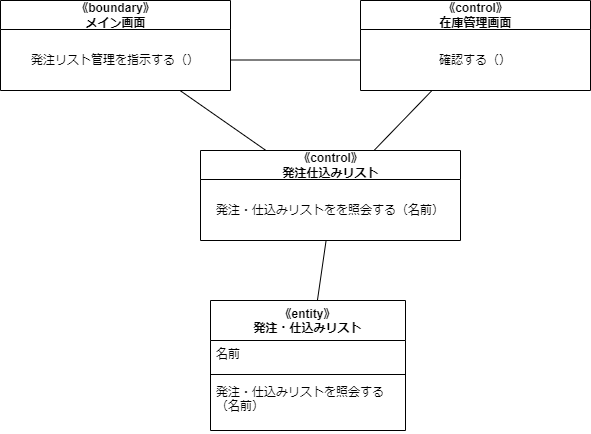 《boundary》
メイン画面
発注リスト管理を指示する（）
《control》
在庫管理画面
確認する（）
《control》
発注仕込みリスト
発注・仕込みリストをを照会する（名前）
《entity》
発注・仕込みリスト
名前
発注・仕込みリストを照会する
（名前）